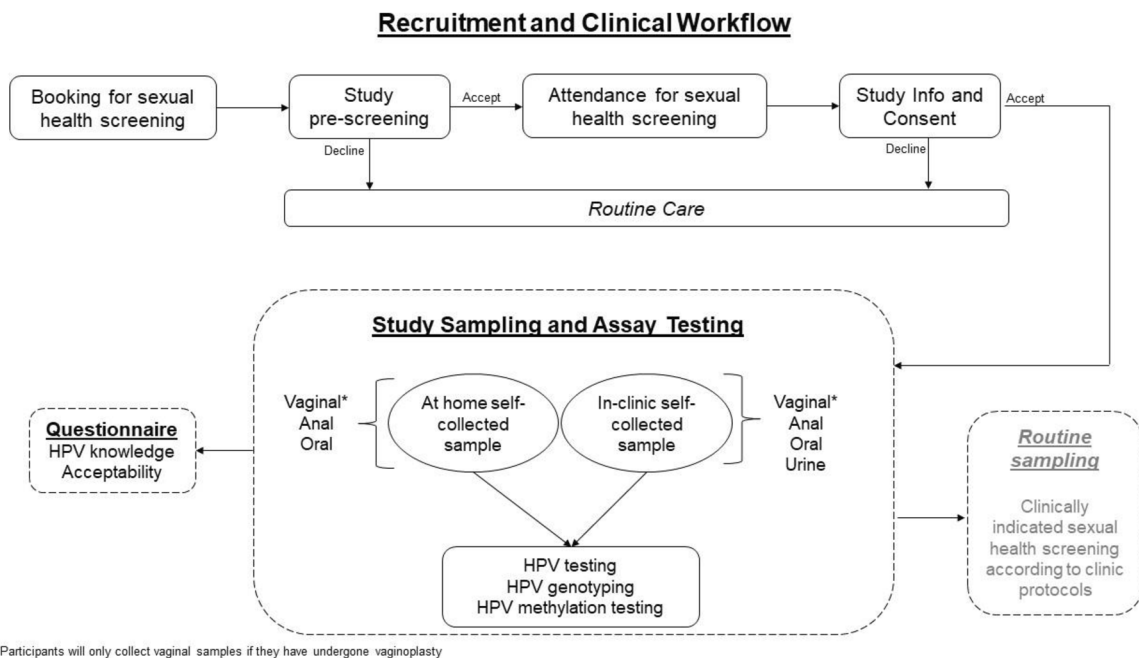 Recruitment and Clinical Workflow
Booking for sexual
health screening
Study
pre-screening
Accept
Attendance for sexual
health screening
Study Info and
Consent
Accept
Decline
Decline
Routine Care
Study Sampling and Assay Testing
Vaginal*
Anal
Oral
At home self-
collected
sample
In-clinic self-
collected
sample
Vaginal*
Anal
Oral
Urine
Questionnaire
HPV knowledge
Acceptability
Routine
sampling
Clinically
indicated sexual
health screening
according to clinic
protocols
HPV testing
HPV genotyping
HPV methylation testing
Participants will only collect vaginal samples if they have undergone vaginoplasty